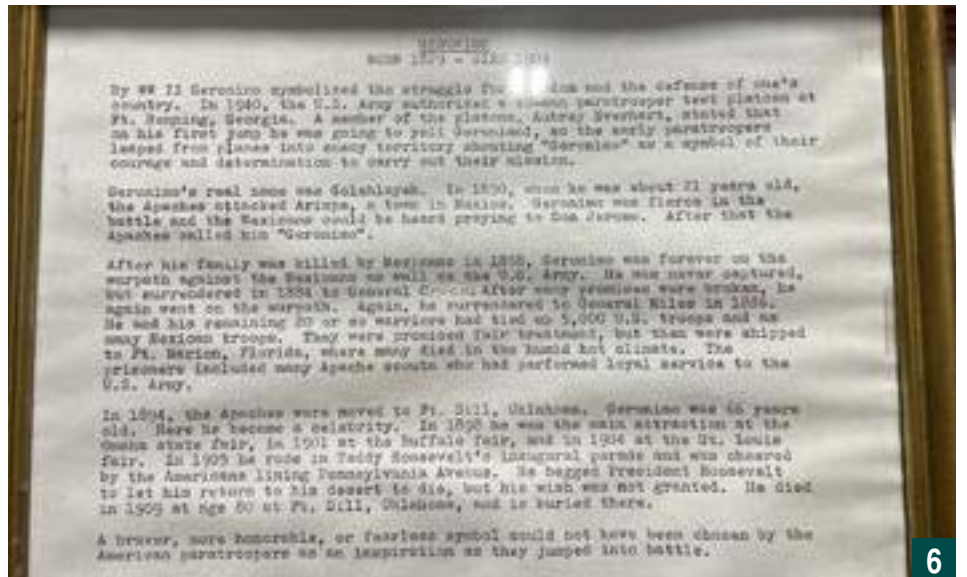 GERONIMO
BORN 1829 - DIED 1909
By WW II Geronimo symbolized the struggle for freedom and the defense of one's
country. In 1940, the U.S. Army authorized a paratrooper test platoon at
Ft. Benning, Georgia. A member of the platoon, Aubrey Eberhart, stated that
on his first jump he was going to yell Geronimo, so the early paratroopers
leaped from planes into enemy territory shouting "Geronimo" as a symbol of their
courage and determination to carry out their mission.
Geronimo's real name was Golahlayeh. In 1850, when he was about 21 years old,
the Apaches attacked a town in Mexico. Geronimo was fierce in the
battle and the Mexicans could be heard praying to San Jerome. After that the
Apaches called him "Geronimo".
After his family was killed by Mexicans in 1858, Geronimo was forever on the
warpath against the Mexicans as well as the U.S. Army. He was never captured,
but surrendered in 1884 to General Crook. After many promises were broken, he
again went on the warpath. Again, he surrendered to General Miles in 1886.
He and his remaining 20 or so warriors had tied up 5,000 U.S. troops and as
many Mexican troops. They were promised fair treatment, but then were shipped
to Ft. Marion, Florida, where many died in the humid hot climate. The
prisoners included many Apache scouts who had performed loyal service to the
U.S. Army.
In 1894, the Apaches were moved to Ft. Sill, Oklahoma. Geronimo was 66 years
old. Here he became a celebrity. In 1898 he was the main attraction at the
Omaha state fair, in 1901 at the Buffalo fair, and in 1904 at the St. Louis
fair. In 1905 he rode in Teddy Roosevelt's inaugural parade and was cheered
by the Americans lining Pennsylvania Avenue. He begged President Roosevelt
to let him return to his desert to die, but his wish was not granted. He died
in 1909 at age 80 at Ft. Sill, Oklahoma, and is buried there.
A braver, more honorable, or fearless symbol could not have been chosen by the
American paratroopers as an inspiration as they jumped into battle.
6